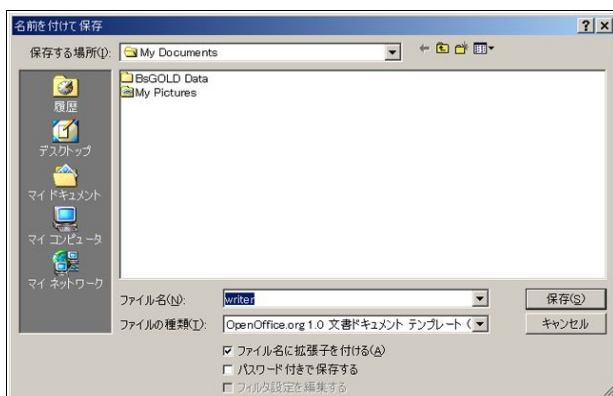 名前を付けて保存
保存する場所(I): My Documents
履歴
デスクトップ
マイ ドキュメント
マイ コンピュータ
マイ ネットワーク
BsGOLD Data
My Pictures
ファイル名(N): writer 保存(S)
ファイルの種類(T): OpenOffice.org 1.0 文書ドキュメント テンプレート ( キャンセル
ファイル名に拡張子を付ける(A)
パスワード付きで保存する
フィルタ設定を編集する